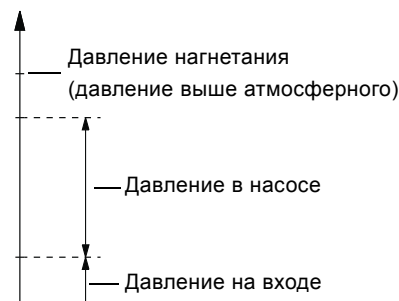 Давление нагнетания
(давление выше атмосферного)
Давление в насосе
Давление на входе